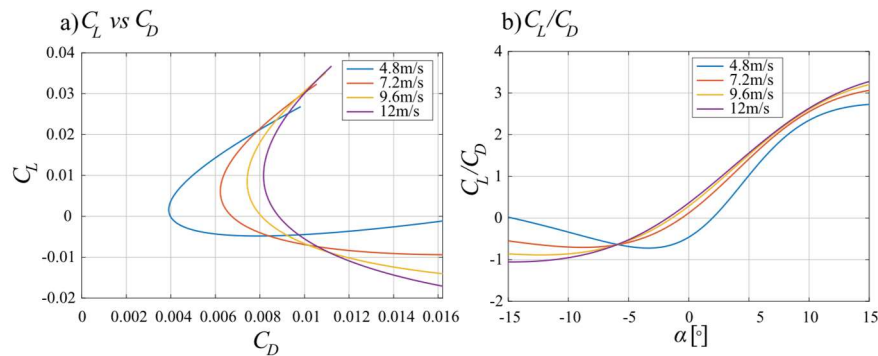 a) C_L vs C_D
0.04
0.03
0.02
0.01
0
-0.01
-0.02
C_L
0
0.002
0.004
0.006
0.008
0.01
0.012
0.014
0.016
C_D
4.8m/s
7.2m/s
9.6m/s
12m/s
b) C_L/C_D
4
3
2
1
0
-1
-2
C_L/C_D
-15
-10
-5
0
5
10
15
α[°]
4.8m/s
7.2m/s
9.6m/s
12m/s